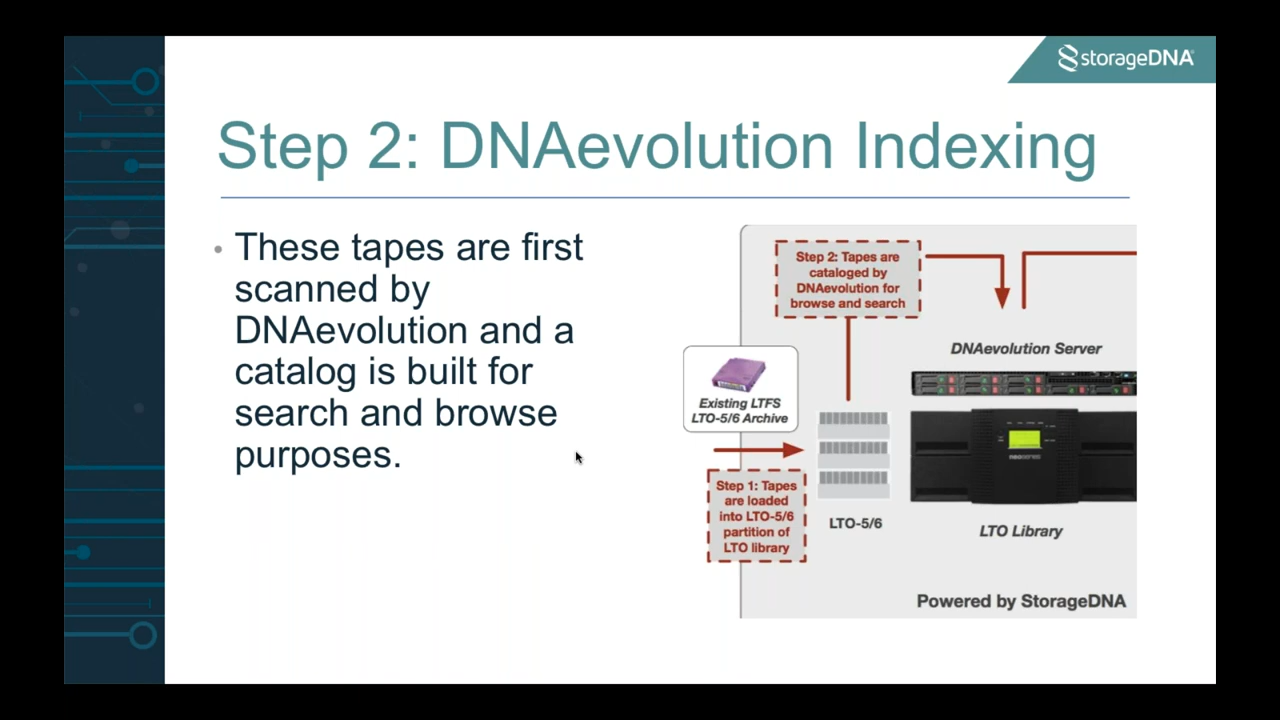 storageDNA
Step 2: DNAevolution Indexing
• These tapes are first
scanned by
DNAevolution and a
catalog is built for
search and browse
purposes.
Step 2: Tapes are
cataloged by
DNAevolution for
browse and search
DNAevolution Server
Existing LTFS
LTO-5/6 Archive
Step 1: Tapes
are loaded
into LTO-5/6
partition of
LTO library
LTO-5/6
LTO Library
Powered by StorageDNA